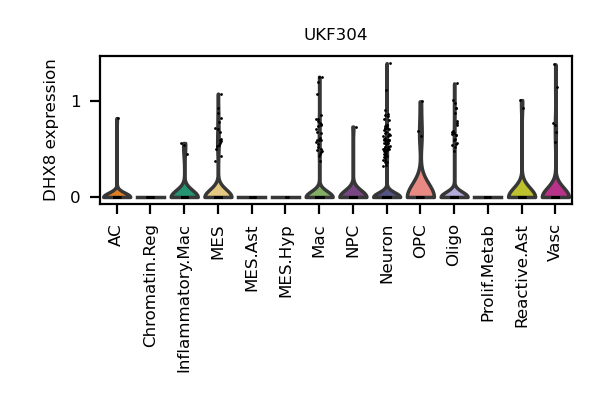 UKF304
DHX8 expression
1
0
AC
Chromatin.Reg
Inflammatory.Mac
MES
MES.Ast
MES.Hyp
Mac
NPC
Neuron
OPC
Oligo
Prolif.Metab
Reactive.Ast
Vasc